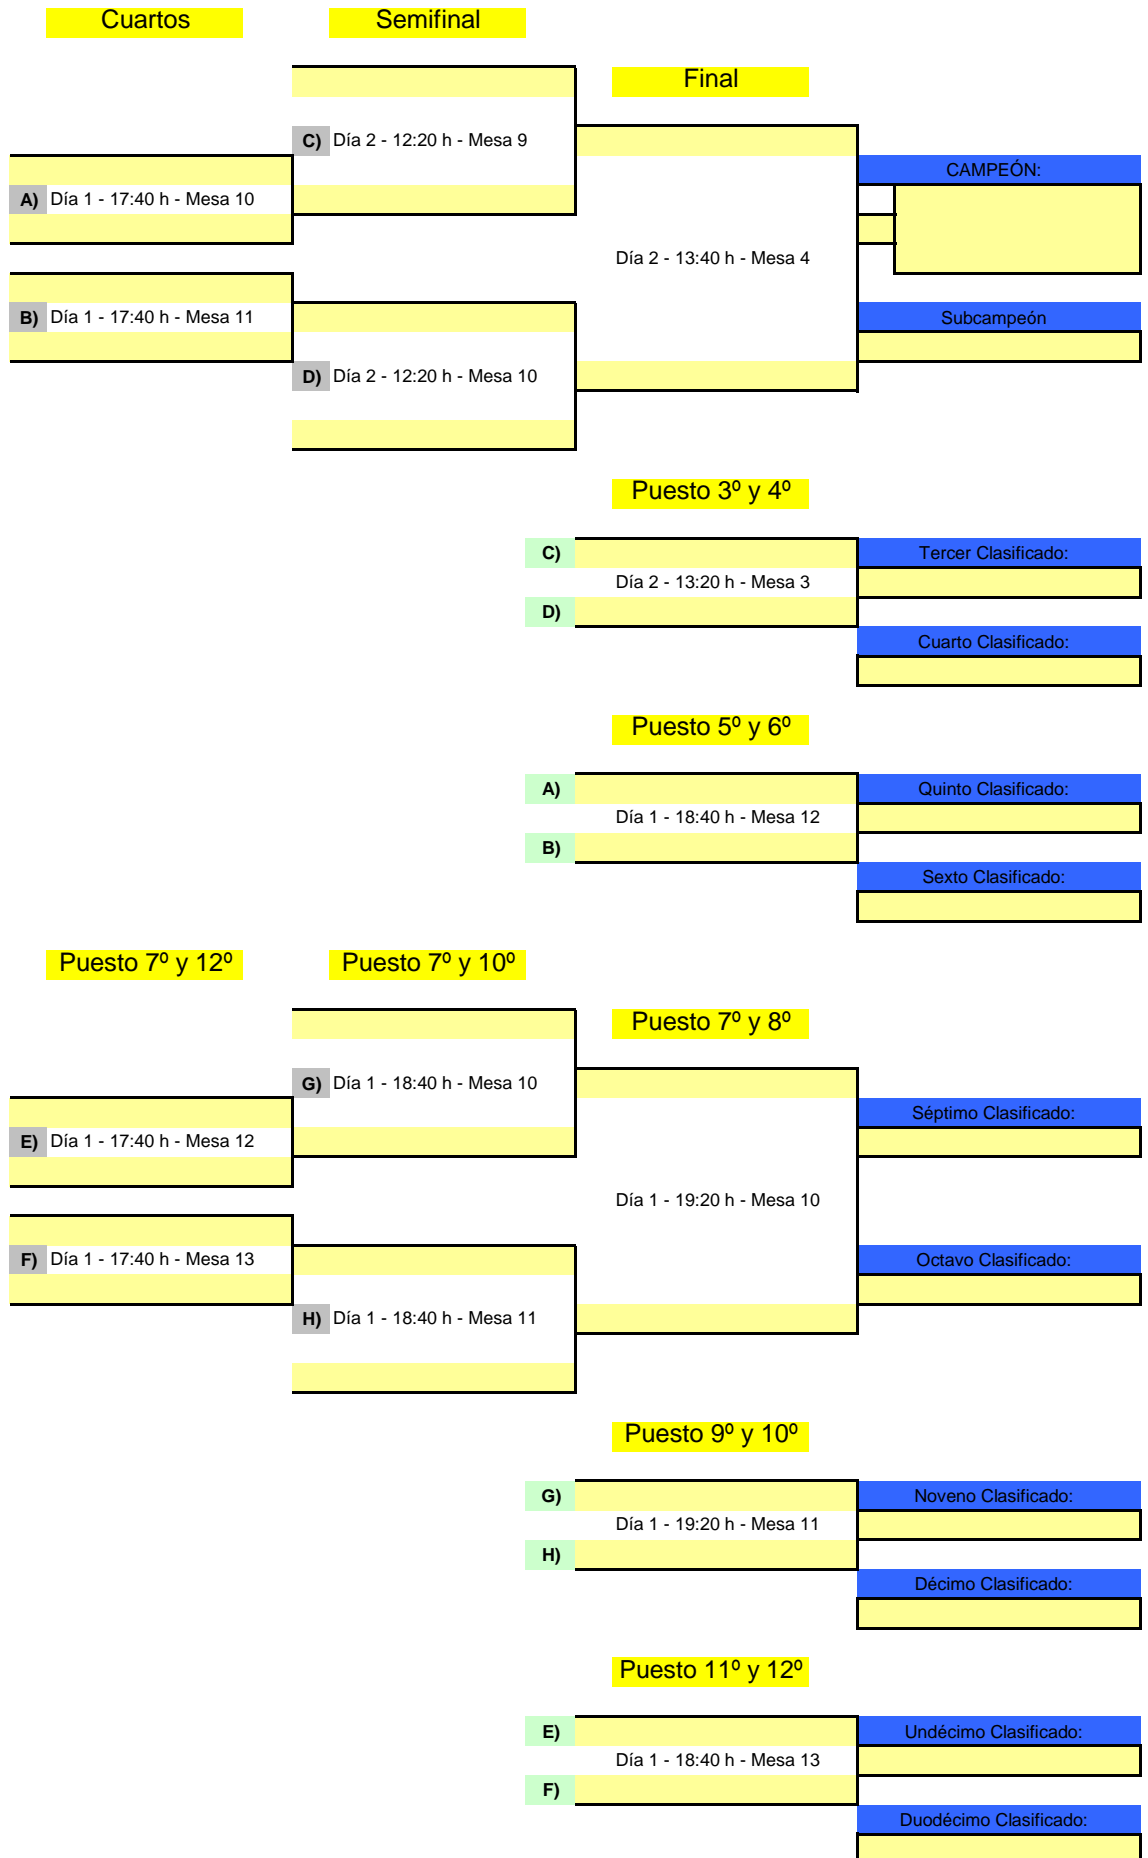 Cuartos
Semifinal
Final
C) Día 2 - 12:20 h - Mesa 9
CAMPEÓN:
A) Día 1 - 17:40 h - Mesa 10
Día 2 - 13:40 h - Mesa 4
B) Día 1 - 17:40 h - Mesa 11
Subcampeón
D) Día 2 - 12:20 h - Mesa 10
Puesto 3º y 4º
C)
Tercer Clasificado:
Día 2 - 13:20 h - Mesa 3
D)
Cuarto Clasificado:
Puesto 5º y 6º
A)
Quinto Clasificado:
Día 1 - 18:40 h - Mesa 12
B)
Sexto Clasificado:
Puesto 7º y 12º
Puesto 7º y 10º
Puesto 7º y 8º
G) Día 1 - 18:40 h - Mesa 10
Séptimo Clasificado:
E) Día 1 - 17:40 h - Mesa 12
Día 1 - 19:20 h - Mesa 10
F) Día 1 - 17:40 h - Mesa 13
Octavo Clasificado:
H) Día 1 - 18:40 h - Mesa 11
Puesto 9º y 10º
G)
Noveno Clasificado:
Día 1 - 19:20 h - Mesa 11
H)
Décimo Clasificado:
Puesto 11º y 12º
E)
Undécimo Clasificado:
Día 1 - 18:40 h - Mesa 13
F)
Duodécimo Clasificado: